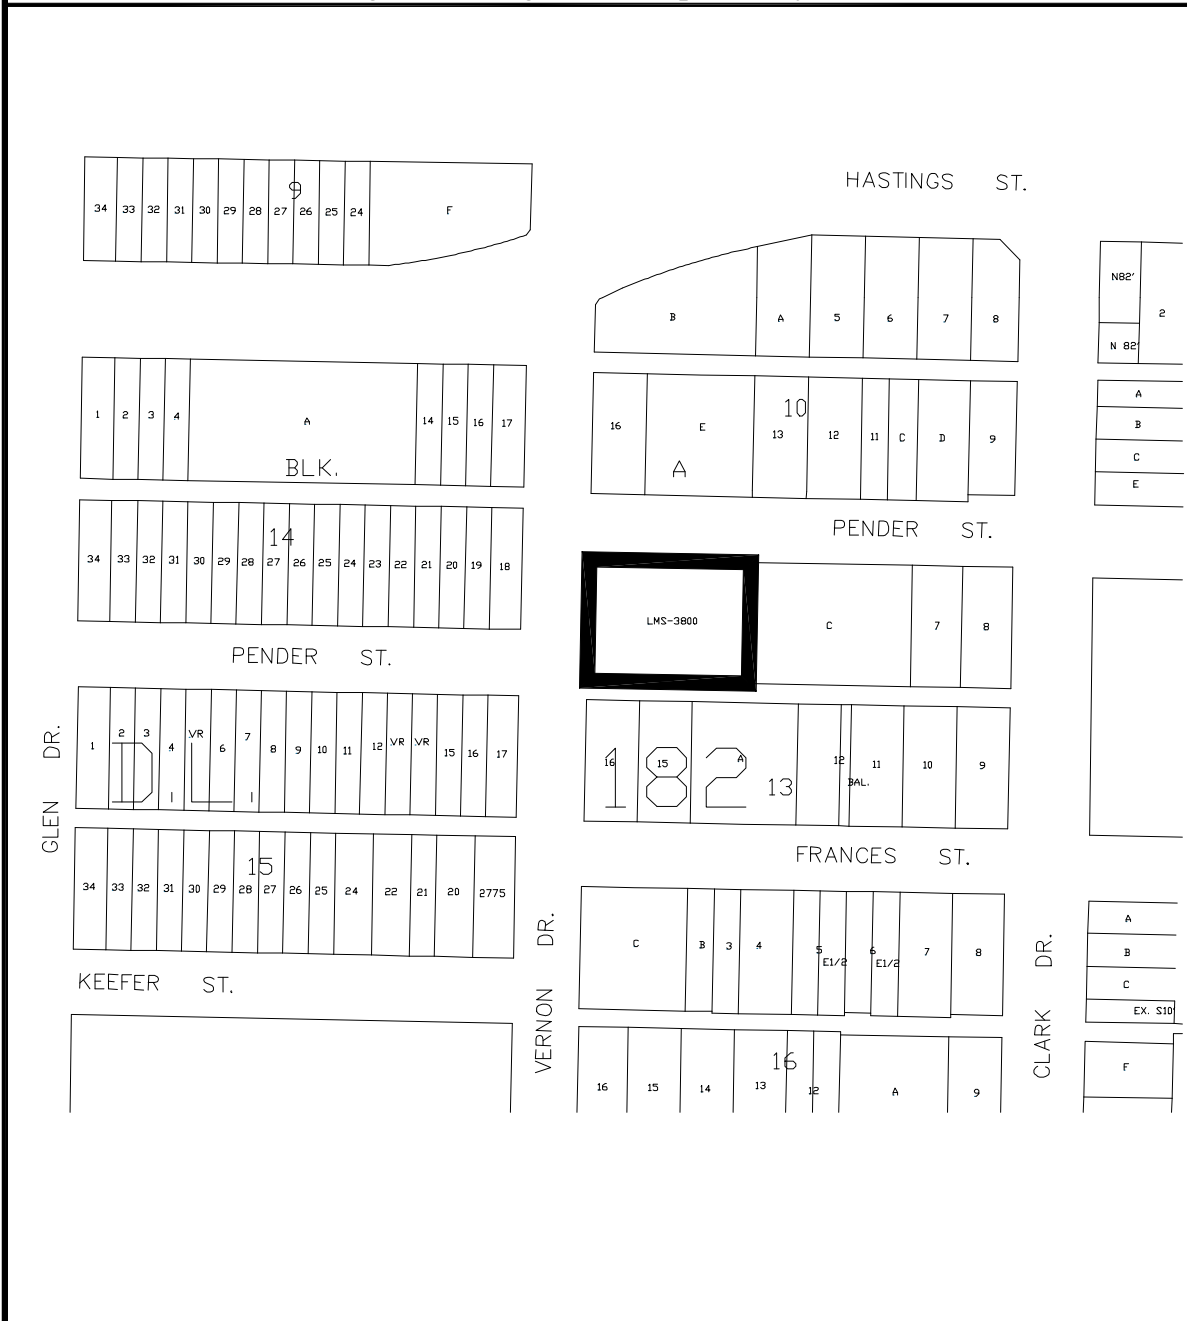 HASTINGS ST.
9
34 33 32 31 30 29 28 27 26 25 24 F
B A 5 6 7 8
N82' 2
N 82'
1 2 3 4 A 14 15 16 17
BLK.
16 E 13 12 11 C D 9
10
A
A
B
C
E
PENDER ST.
14
34 33 32 31 30 29 28 27 26 25 24 23 22 21 20 19 18
LMS-3800 C 7 8
PENDER ST.
GLEN DR.
1 2 3 4 VR 6 7 8 9 10 11 12 VR VR 15 16 17
DL 182
16 15 A 12 11 10 9
BAL.
13
FRANCES ST.
15
34 33 32 31 30 29 28 27 26 25 24 22 21 20 2775
VERNON DR.
C B 3 4 5 E1/2 6 E1/2 7 8
CLARK DR.
A
B
C
EX. S10'
KEEFER ST.
16
16 15 14 13 12 A 9
F